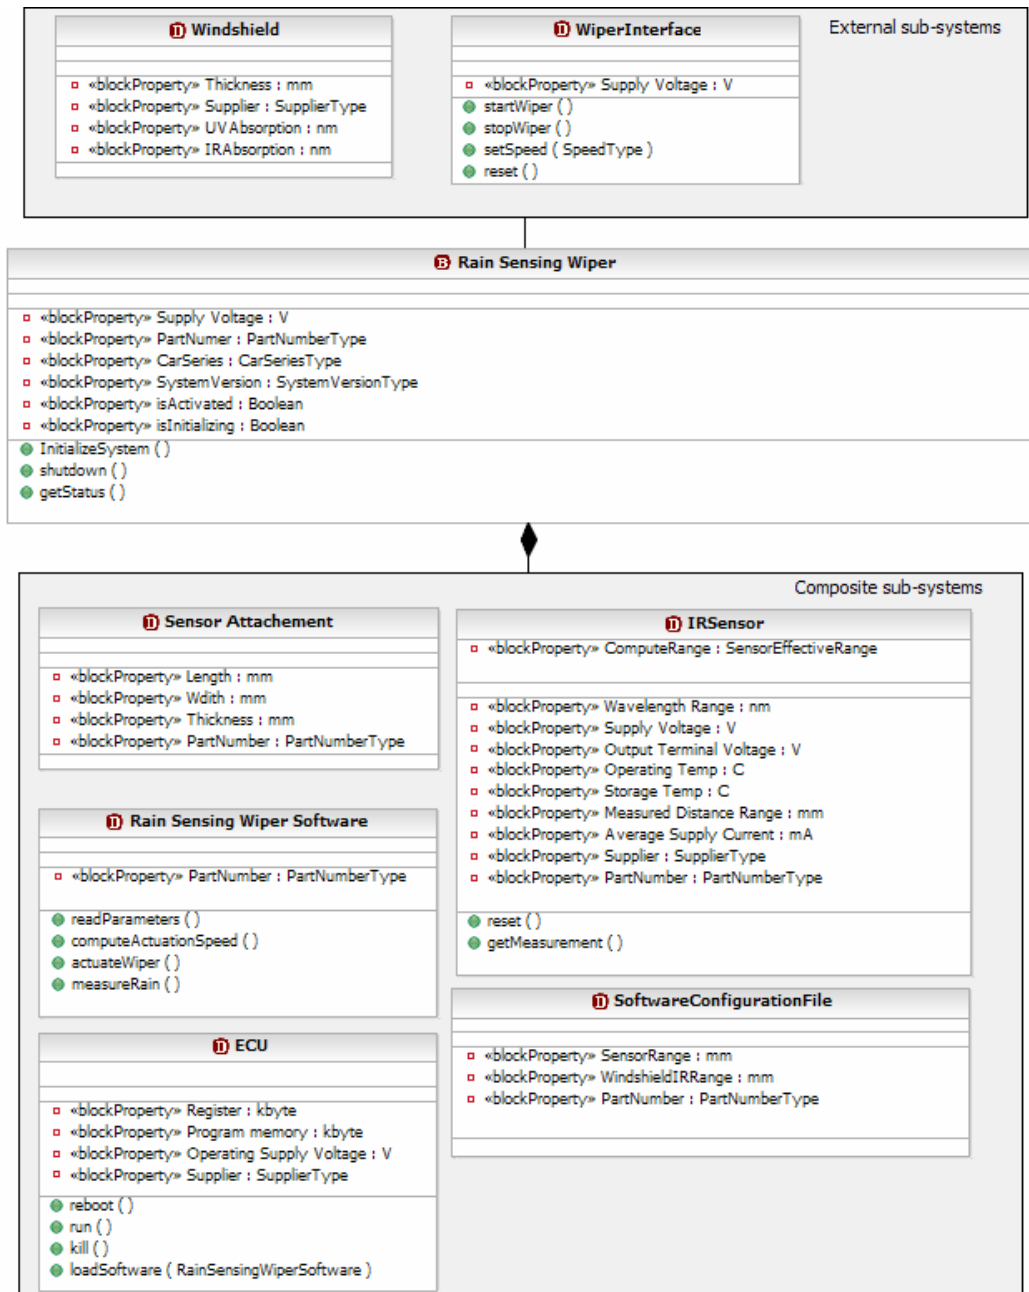 External sub-systems
Windshield
«blockProperty» Thickness : mm
«blockProperty» Supplier : SupplierType
«blockProperty» UVAbsorption : nm
«blockProperty» IRAbsorption : nm
WiperInterface
«blockProperty» Supply Voltage : V
startWiper ( )
stopWiper ( )
setSpeed ( SpeedType )
reset ( )
Rain Sensing Wiper
«blockProperty» Supply Voltage : V
«blockProperty» PartNumer : PartNumberType
«blockProperty» CarSeries : CarSeriesType
«blockProperty» SystemVersion : SystemVersionType
«blockProperty» isActivated : Boolean
«blockProperty» isInitializing : Boolean
InitializeSystem ( )
shutdown ( )
getStatus ( )
Composite sub-systems
Sensor Attachement
«blockProperty» Length : mm
«blockProperty» Wdith : mm
«blockProperty» Thickness : mm
«blockProperty» PartNumber : PartNumberType
IRSensor
«blockProperty» ComputeRange : SensorEffectiveRange
«blockProperty» Wavelength Range : nm
«blockProperty» Supply Voltage : V
«blockProperty» Output Terminal Voltage : V
«blockProperty» Operating Temp : C
«blockProperty» Storage Temp : C
«blockProperty» Measured Distance Range : mm
«blockProperty» Average Supply Current : mA
«blockProperty» Supplier : SupplierType
«blockProperty» PartNumber : PartNumberType
reset ( )
getMeasurement ( )
Rain Sensing Wiper Software
«blockProperty» PartNumber : PartNumberType
readParameters ( )
computeActuationSpeed ( )
actuateWiper ( )
measureRain ( )
SoftwareConfigurationFile
«blockProperty» SensorRange : mm
«blockProperty» WindshieldIRRange : mm
«blockProperty» PartNumber : PartNumberType
ECU
«blockProperty» Register : kbyte
«blockProperty» Program memory : kbyte
«blockProperty» Operating Supply Voltage : V
«blockProperty» Supplier : SupplierType
reboot ( )
run ( )
kill ( )
loadSoftware ( RainSensingWiperSoftware )